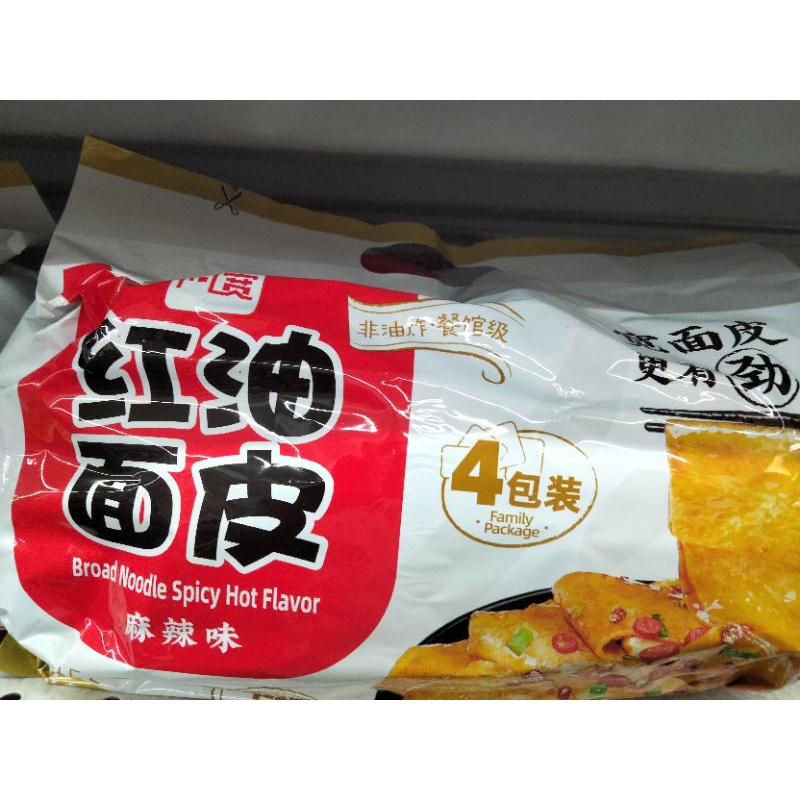 红油
面皮
Broad Noodle Spicy Hot Flavor
麻辣味
非油炸·餐馆级
4包装
Family
Package
宽面皮
更有劲